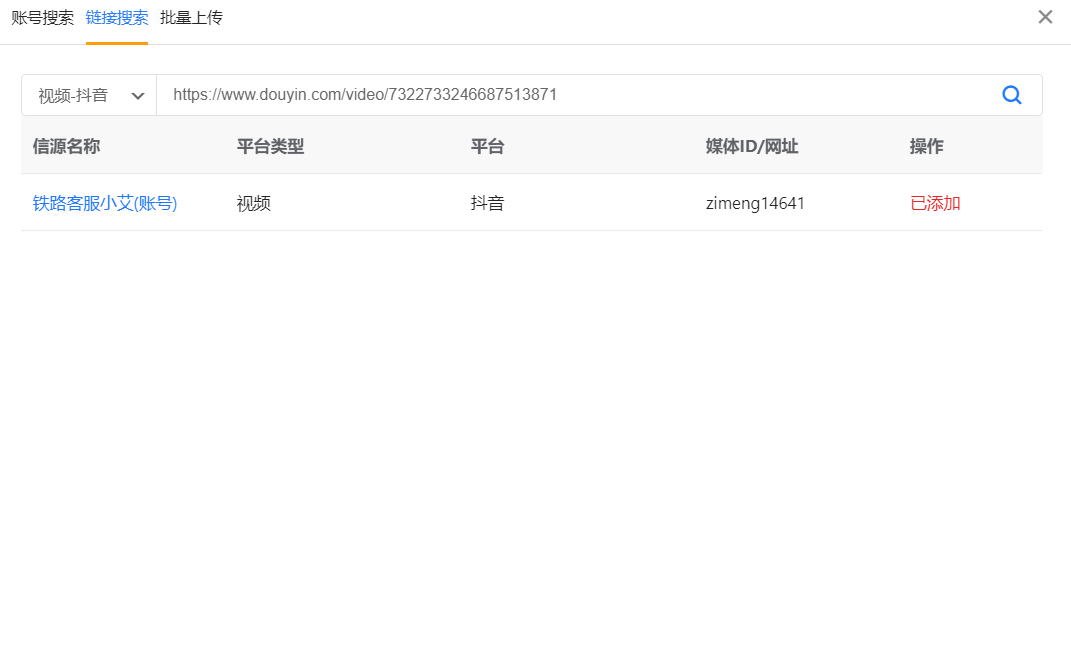 账号搜索 链接搜索 批量上传
视频-抖音 https://www.douyin.com/video/7322733246687513871
信源名称 平台类型 平台 媒体ID/网址 操作
铁路客服小艾(账号) 视频 抖音 zimeng14641 已添加